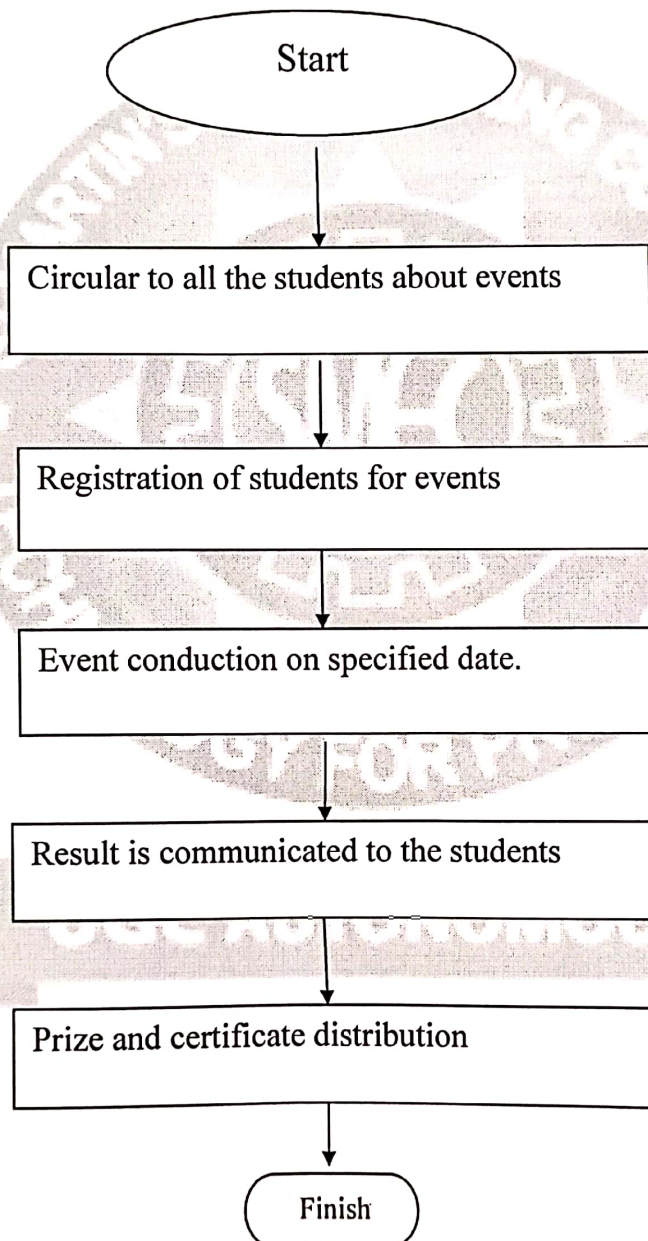 Start
Circular to all the students about events
Registration of students for events
Event conduction on specified date.
Result is communicated to the students
Prize and certificate distribution
Finish